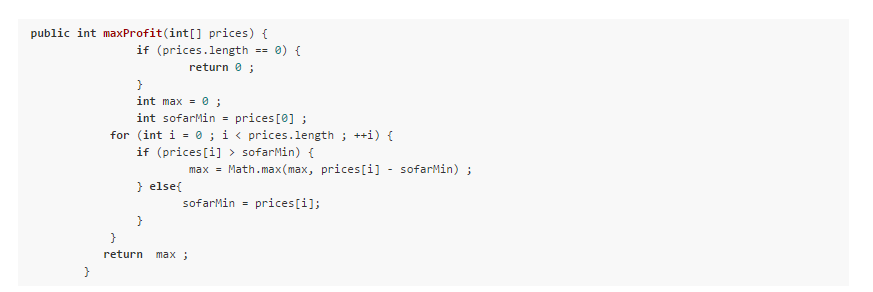 public int maxProfit(int[] prices) {
if (prices.length == 0) {
return 0 ;
}
int max = 0 ;
int sofarMin = prices[0] ;
for (int i = 0 ; i < prices.length ; ++i) {
if (prices[i] > sofarMin) {
max = Math.max(max, prices[i] - sofarMin) ;
} else{
sofarMin = prices[i];
}
}
return  max ;
}